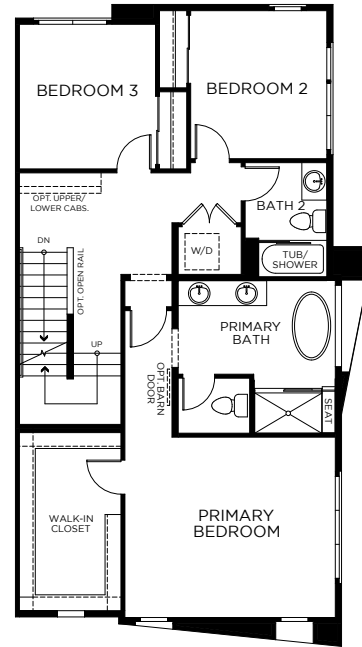 BEDROOM 3
BEDROOM 2
OPT. UPPER/
LOWER CABS.
BATH 2
DN
OPT. OPEN RAIL
W/D
TUB/
SHOWER
UP
PRIMARY
BATH
OPT. BARN
DOOR
SEAT
WALK-IN
CLOSET
PRIMARY
BEDROOM